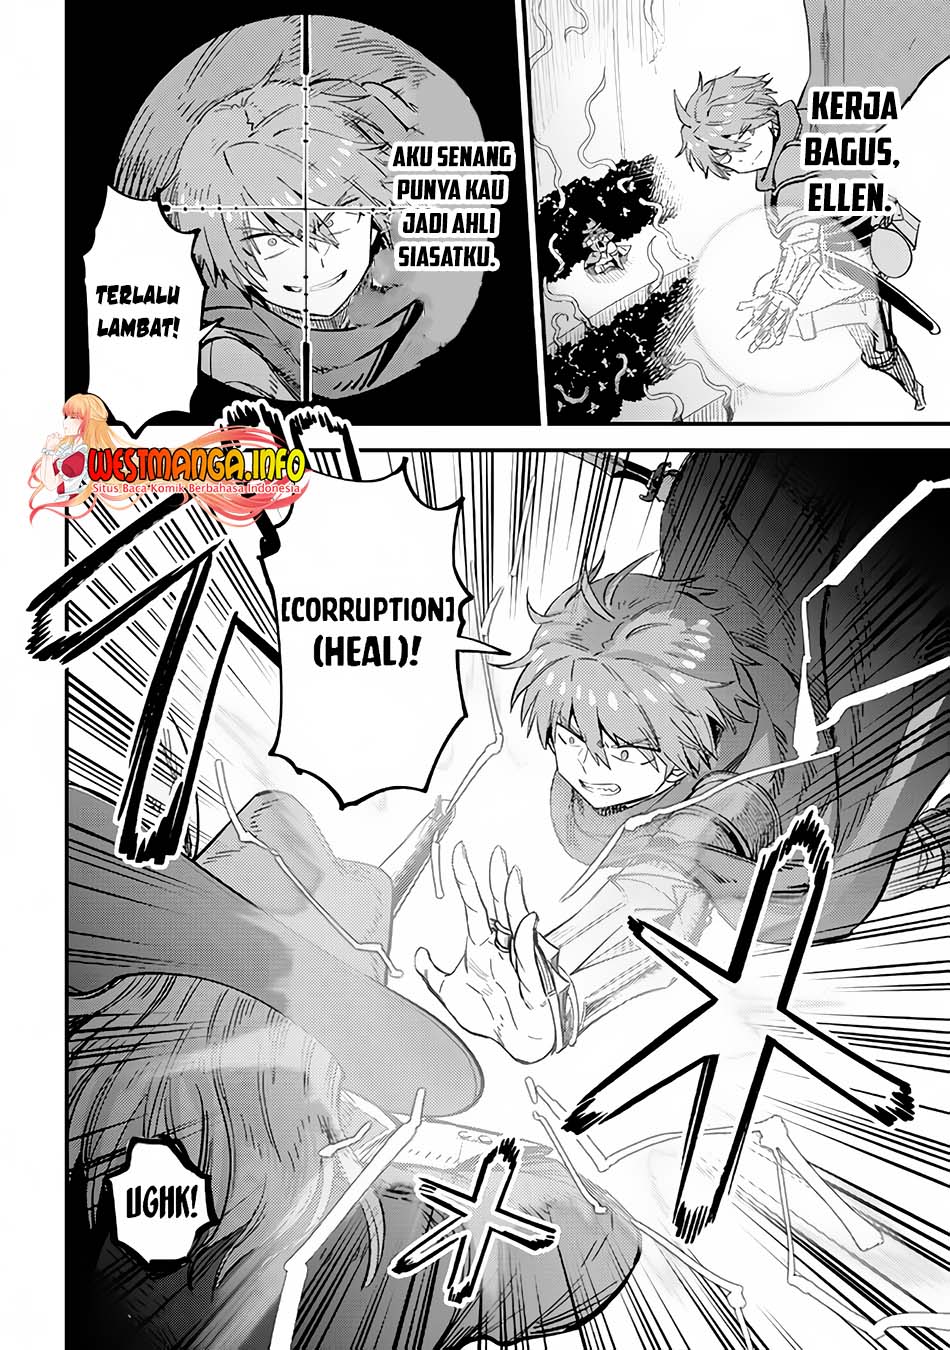 KERJA
BAGUS,
ELLEN.
AKU SENANG
PUNYA KAU
JADI AHLI
SIASATKU.
TERLALU
LAMBAT!
WESTMANGA.INFO
Situs Baca Komik Berbahasa Indonesia
[CORRUPTION]
(HEAL)!
UGHK!